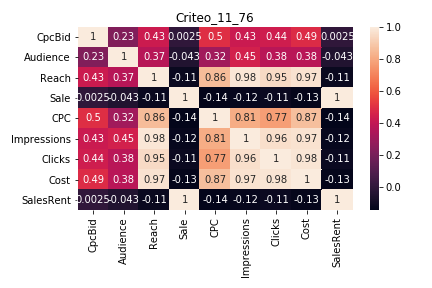 Criteo_11_76
CpcBid 1 0.23 0.43 0.0025 0.5 0.43 0.44 0.49 0.0025
Audience 0.23 1 0.37 -0.043 0.32 0.45 0.38 0.38 -0.043
Reach 0.43 0.37 1 -0.11 0.86 0.98 0.95 0.97 -0.11
Sale 0.0025 -0.043 -0.11 1 -0.14 -0.12 -0.11 -0.13 1
CPC 0.5 0.32 0.86 -0.14 1 0.81 0.77 0.87 -0.14
Impressions 0.43 0.45 0.98 -0.12 0.81 1 0.96 0.97 -0.12
Clicks 0.44 0.38 0.95 -0.11 0.77 0.96 1 0.98 -0.11
Cost 0.49 0.38 0.97 -0.13 0.87 0.97 0.98 1 -0.13
SalesRent 0.0025 -0.043 -0.11 1 -0.14 -0.12 -0.11 -0.13 1
CpcBid Audience Reach Sale CPC Impressions Clicks Cost SalesRent
1.0
0.8
0.6
0.4
0.2
0.0